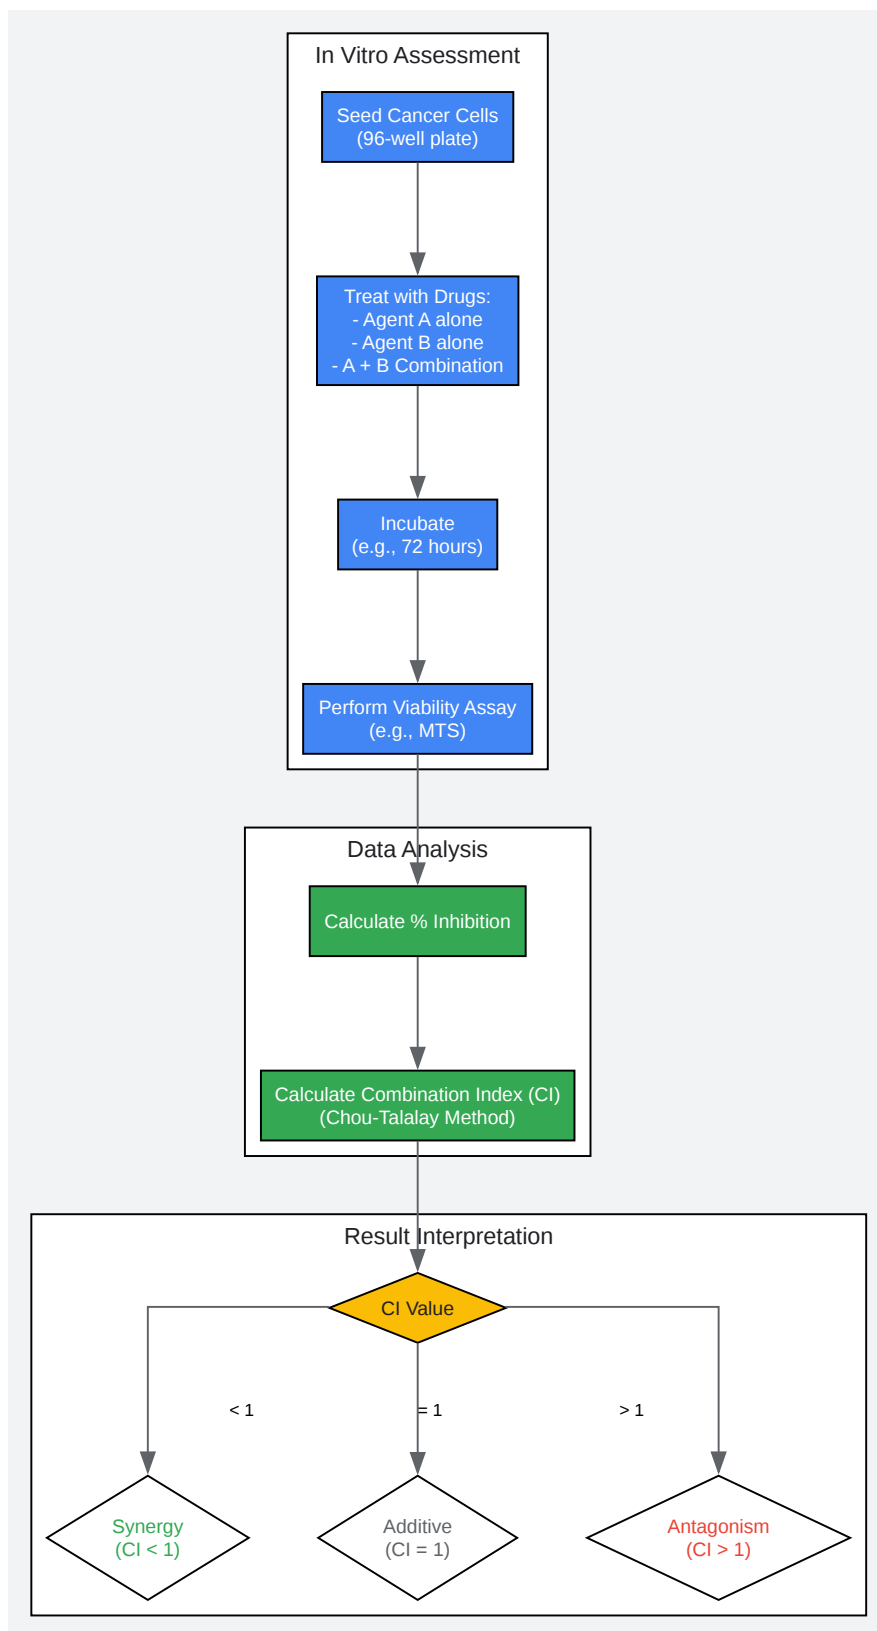 In Vitro Assessment
Seed Cancer Cells
(96-well plate)
Treat with Drugs:
- Agent A alone
- Agent B alone
- A + B Combination
Incubate
(e.g., 72 hours)
Perform Viability Assay
(e.g., MTS)
Data Analysis
Calculate % Inhibition
Calculate Combination Index (CI)
(Chou-Talalay Method)
Result Interpretation
CI Value
< 1
= 1
> 1
Synergy
(CI < 1)
Additive
(CI = 1)
Antagonism
(CI > 1)